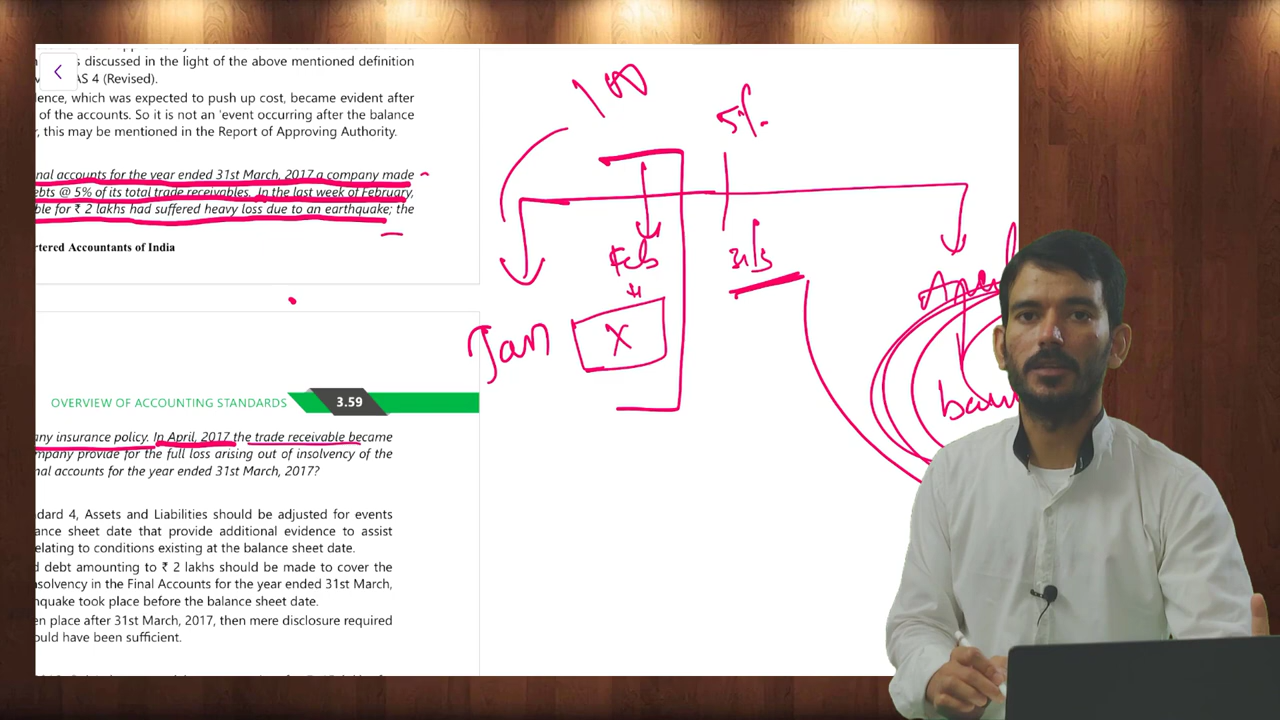 is discussed in the light of the above mentioned definition
AS 4 (Revised).
ence, which was expected to push up cost, became evident after
of the accounts. So it is not an 'event occurring after the balance
, this may be mentioned in the Report of Approving Authority.
nal accounts for the year ended 31st March, 2017 a company made
ebts @ 5% of its total trade receivables. In the last week of February,
ble for ₹ 2 lakhs had suffered heavy loss due to an earthquake; the
rtered Accountants of India
OVERVIEW OF ACCOUNTING STANDARDS 3.59
any insurance policy. In April, 2017 the trade receivable became
mpany provide for the full loss arising out of insolvency of the
nal accounts for the year ended 31st March, 2017?
dard 4, Assets and Liabilities should be adjusted for events
ance sheet date that provide additional evidence to assist
elating to conditions existing at the balance sheet date.
d debt amounting to ₹ 2 lakhs should be made to cover the
nsolvency in the Final Accounts for the year ended 31st March,
hquake took place before the balance sheet date.
en place after 31st March, 2017, then mere disclosure required
ould have been sufficient.
100
5%.
Feb
31/3
Jan
X